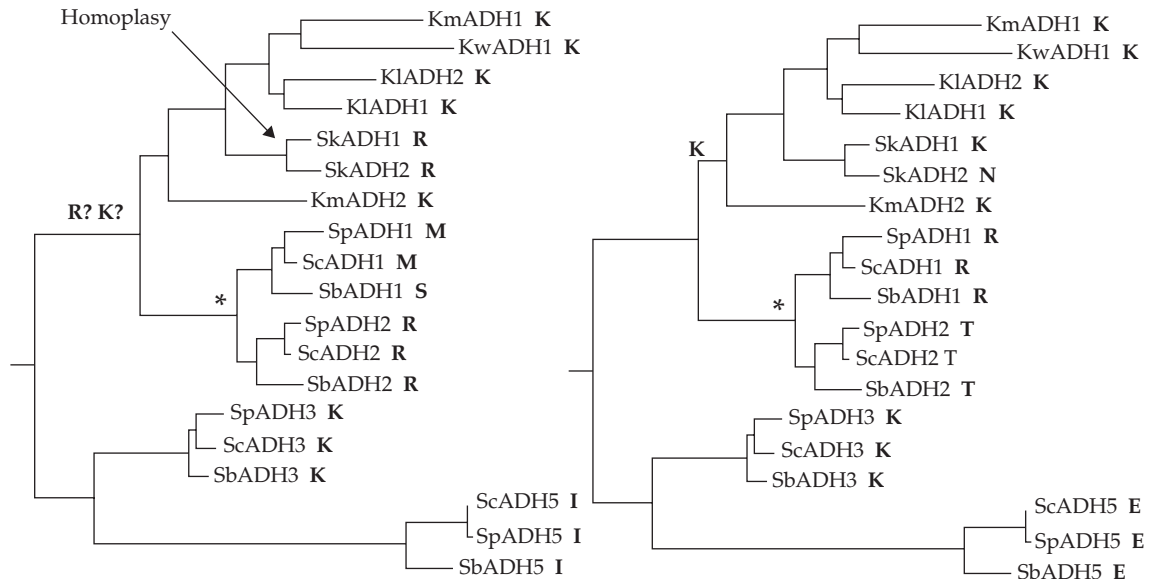 Homoplasy
KmADH1 K
KwADH1 K
KlADH2 K
KlADH1 K
SkADH1 R
SkADH2 R
KmADH2 K
R? K?
SpADH1 M
ScADH1 M
*
SbADH1 S
SpADH2 R
ScADH2 R
SbADH2 R
SpADH3 K
ScADH3 K
SbADH3 K
ScADH5 I
SpADH5 I
SbADH5 I
KmADH1 K
KwADH1 K
KlADH2 K
KlADH1 K
SkADH1 K
K
SkADH2 N
KmADH2 K
SpADH1 R
ScADH1 R
*
SbADH1 R
SpADH2 T
ScADH2 T
SbADH2 T
SpADH3 K
ScADH3 K
SbADH3 K
ScADH5 E
SpADH5 E
SbADH5 E